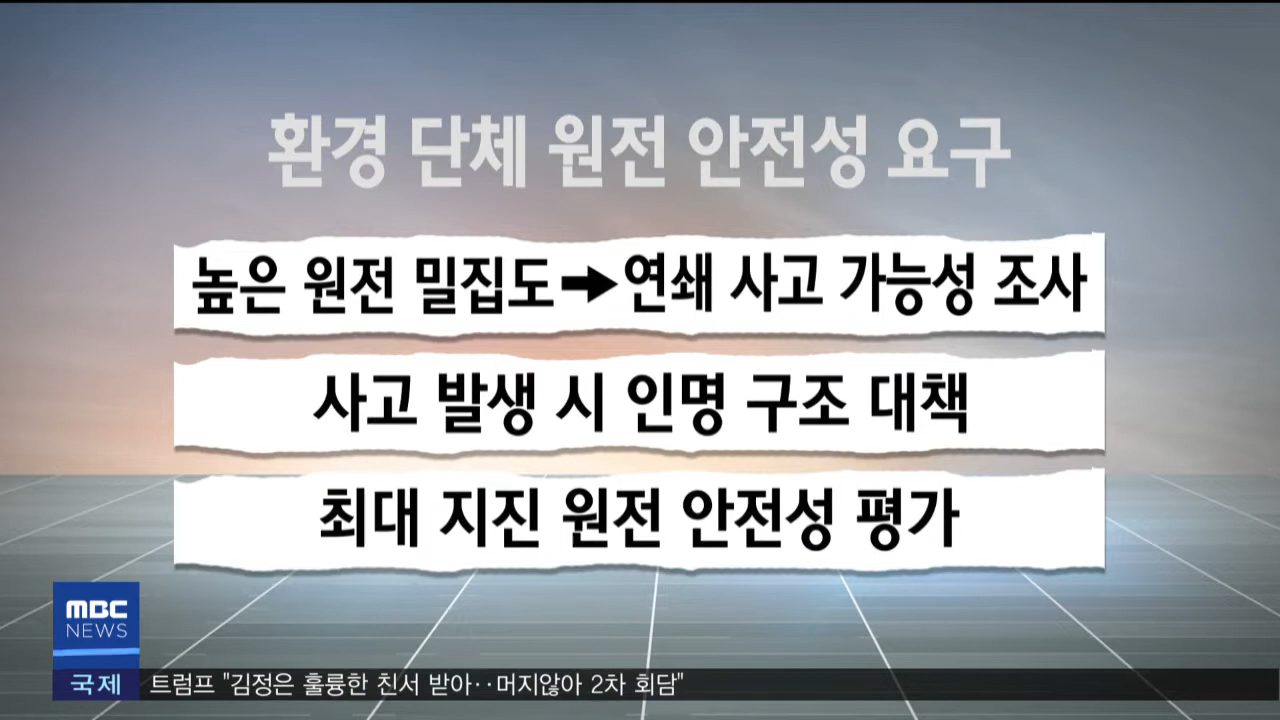 환경 단체 원전 안전성 요구
높은 원전 밀집도➡연쇄 사고 가능성 조사
사고 발생 시 인명 구조 대책
최대 지진 원전 안전성 평가
MBC
NEWS
국제 트럼프 "김정은 훌륭한 친서 받아‥머지않아 2차 회담"